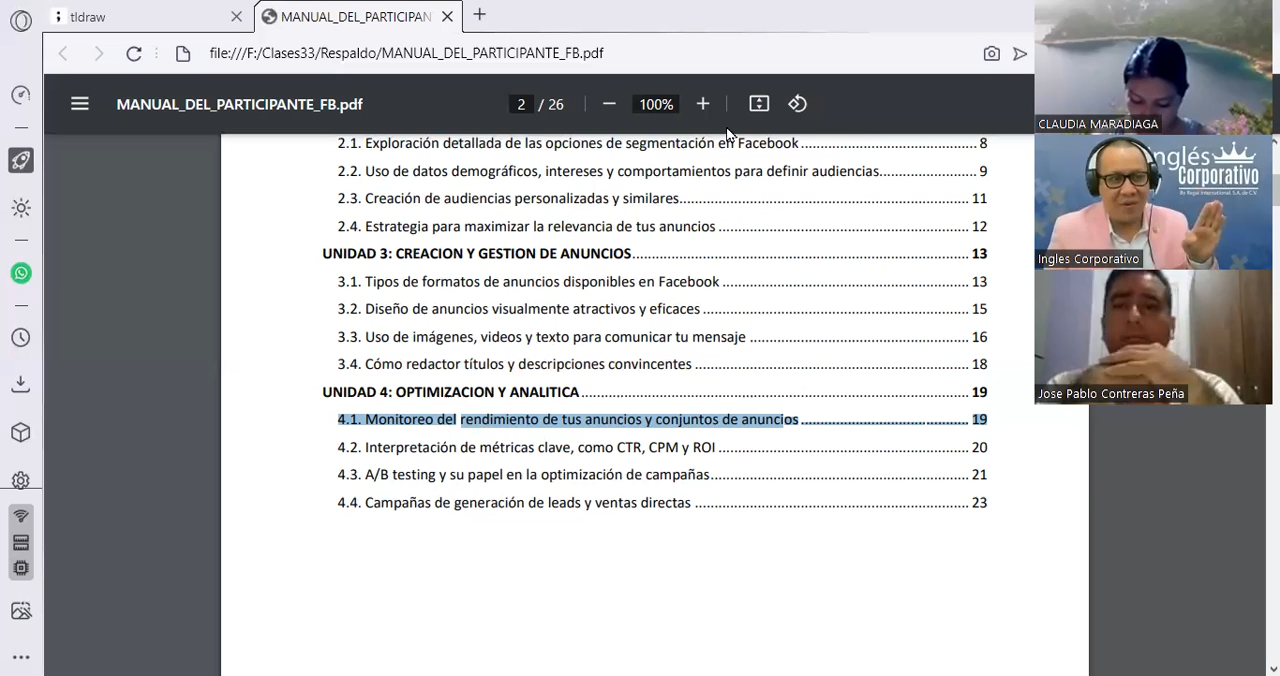 tldraw
MANUAL_DEL_PARTICIPAN
file:///F:/Clases33/Respaldo/MANUAL_DEL_PARTICIPANTE_FB.pdf
MANUAL_DEL_PARTICIPANTE_FB.pdf
2 / 26
100%
2.1. Exploración detallada de las opciones de segmentación en Facebook 8
2.2. Uso de datos demográficos, intereses y comportamientos para definir audiencias. 9
2.3. Creación de audiencias personalizadas y similares. 11
2.4. Estrategia para maximizar la relevancia de tus anuncios 12
UNIDAD 3: CREACION Y GESTION DE ANUNCIOS 13
3.1. Tipos de formatos de anuncios disponibles en Facebook 13
3.2. Diseño de anuncios visualmente atractivos y eficaces 15
3.3. Uso de imágenes, videos y texto para comunicar tu mensaje 16
3.4. Cómo redactar títulos y descripciones convincentes 18
UNIDAD 4: OPTIMIZACION Y ANALITICA 19
4.1. Monitoreo del rendimiento de tus anuncios y conjuntos de anuncios 19
4.2. Interpretación de métricas clave, como CTR, CPM y ROI 20
4.3. A/B testing y su papel en la optimización de campañas 21
4.4. Campañas de generación de leads y ventas directas 23
CLAUDIA MARADIAGA
inglés
Corporativo
By Regal International, S.A. de C.V.
Ingles Corporativo
Jose Pablo Contreras Peña